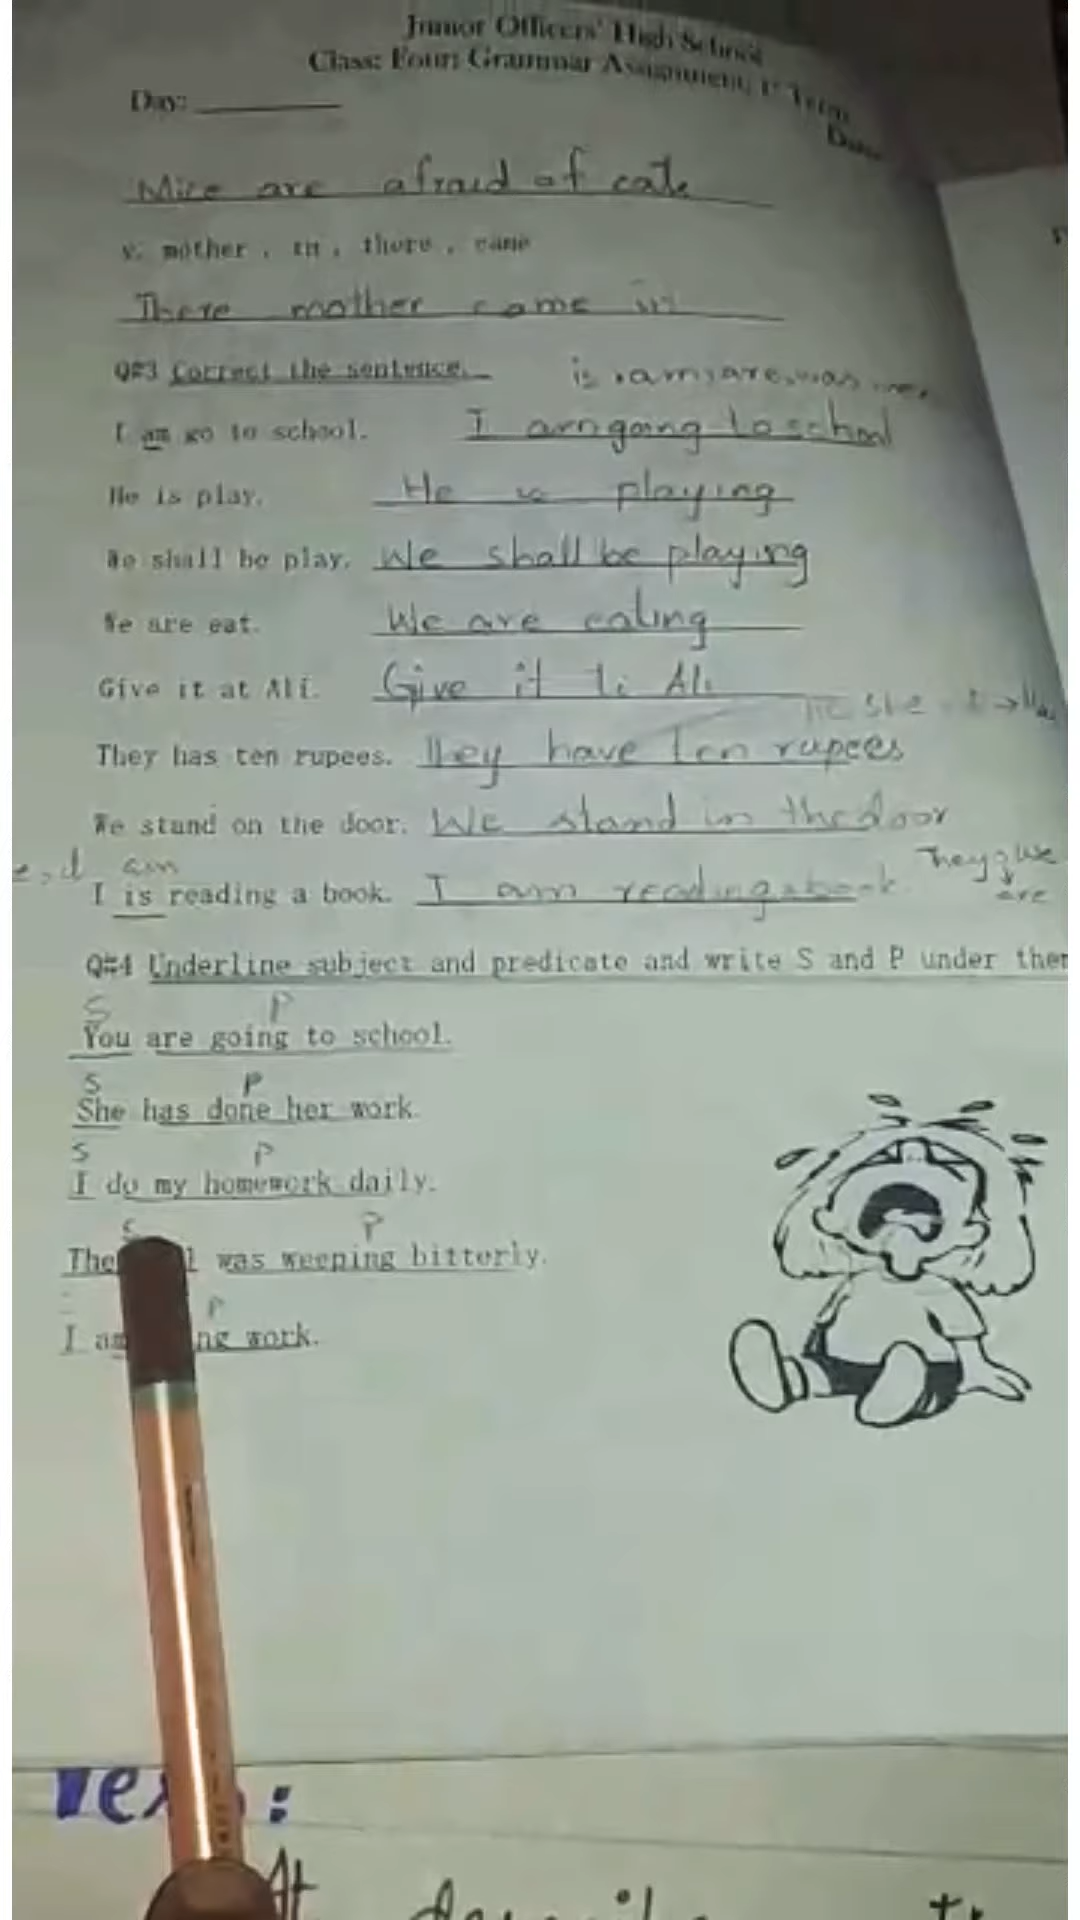 Junior Officers' High School
Class: Four: Grammar Assignment, 1st Term
Day: Date
Mice are afraid of cats
v. mother , in , there , came
There mother came in
Q#3 Correct the sentence.
is, am, are, was
I am go to school. I am going to school
He is play. He is playing
We shall be play. We shall be playing
We are eat. We are eating
Give it at Ali. Give it to Ali
They has ten rupees. They have ten rupees
We stand on the door. We stand in the door
am They, we
I is reading a book. I am reading a book. are
Q#4 Underline subject and predicate and write S and P under
S P
You are going to school.
S P
She has done her work.
S P
I do my homework daily.
S P
The was weeping bitterly.
P
I work.
: